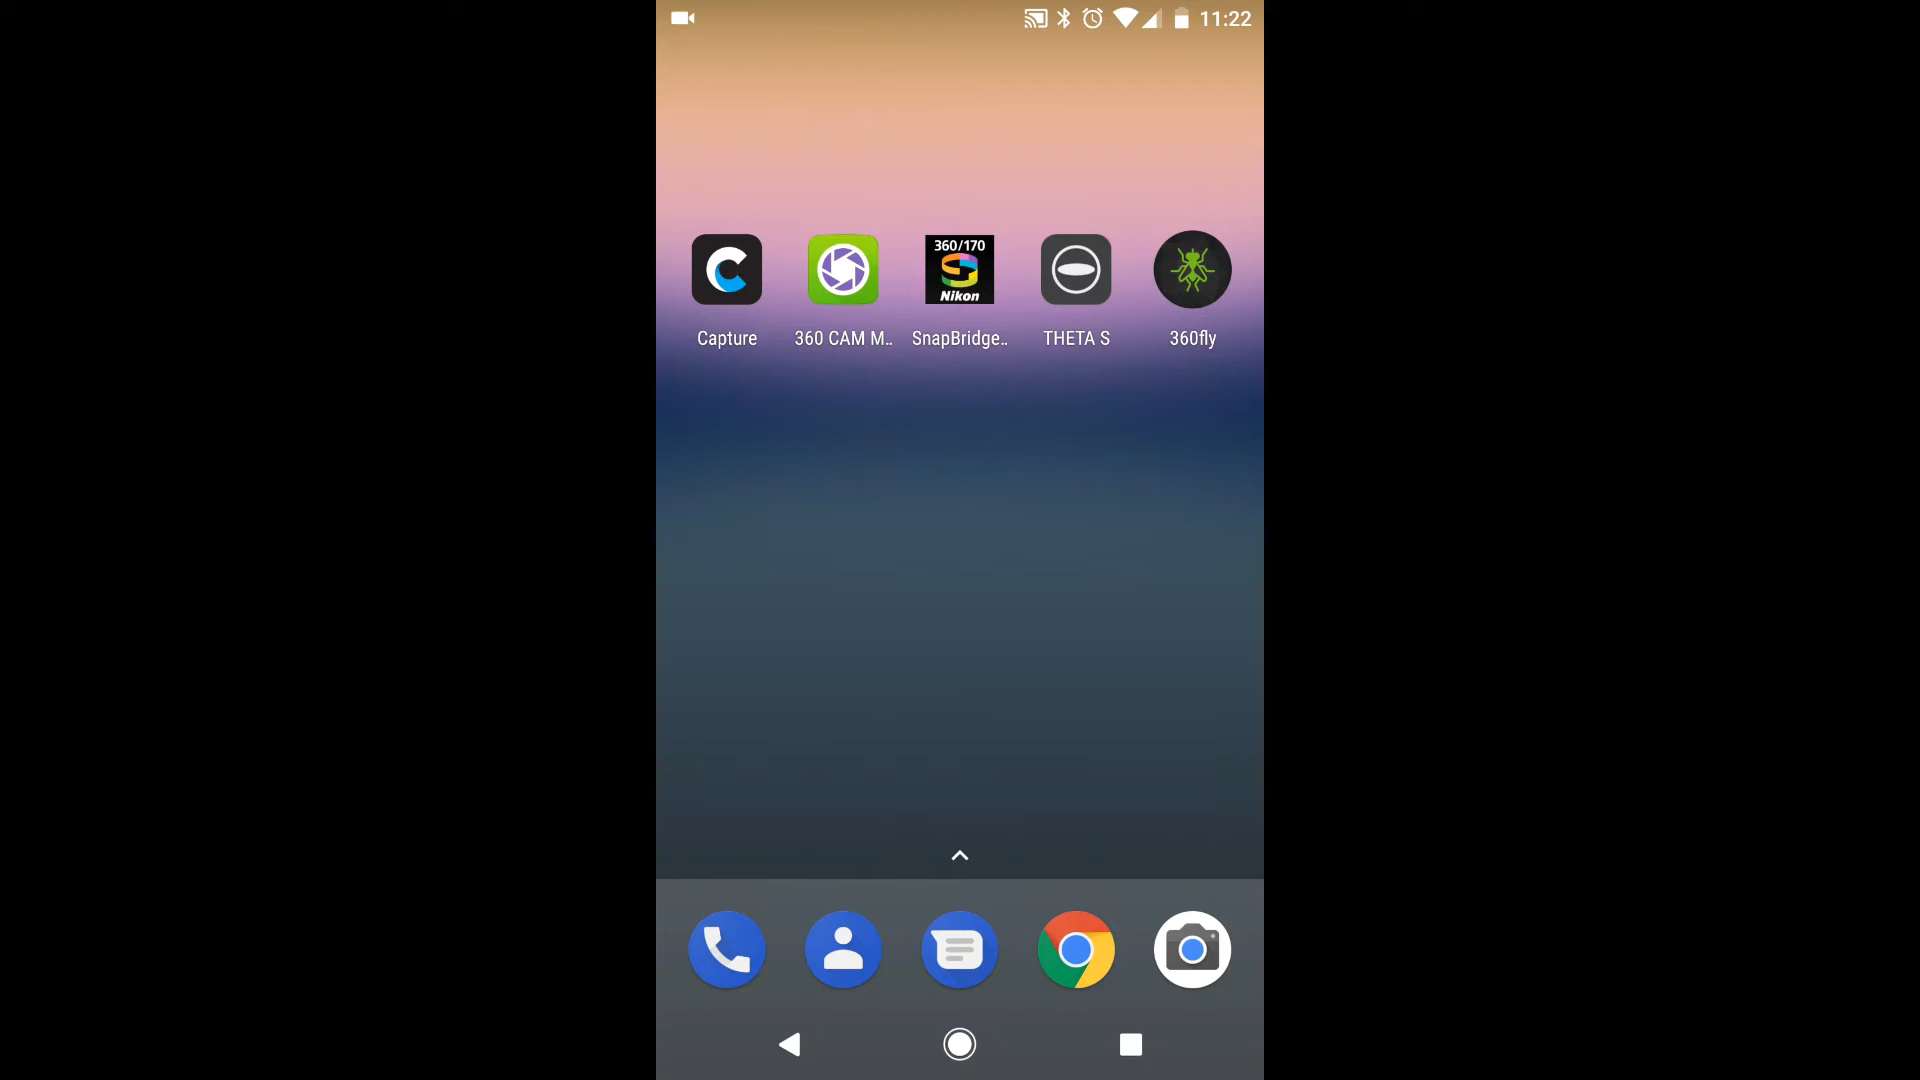 11:22
360/170
Nikon
Capture
360 CAM M..
SnapBridge..
THETA S
360fly